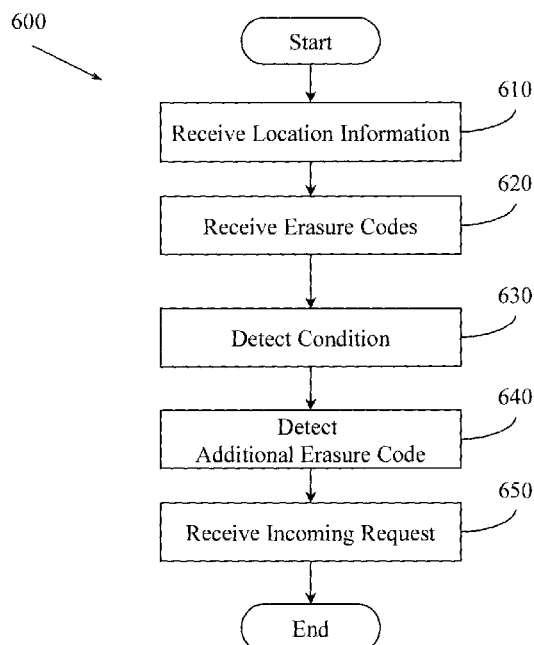 600
Start
610
Receive Location Information
620
Receive Erasure Codes
630
Detect Condition
640
Detect
Additional Erasure Code
650
Receive Incoming Request
End